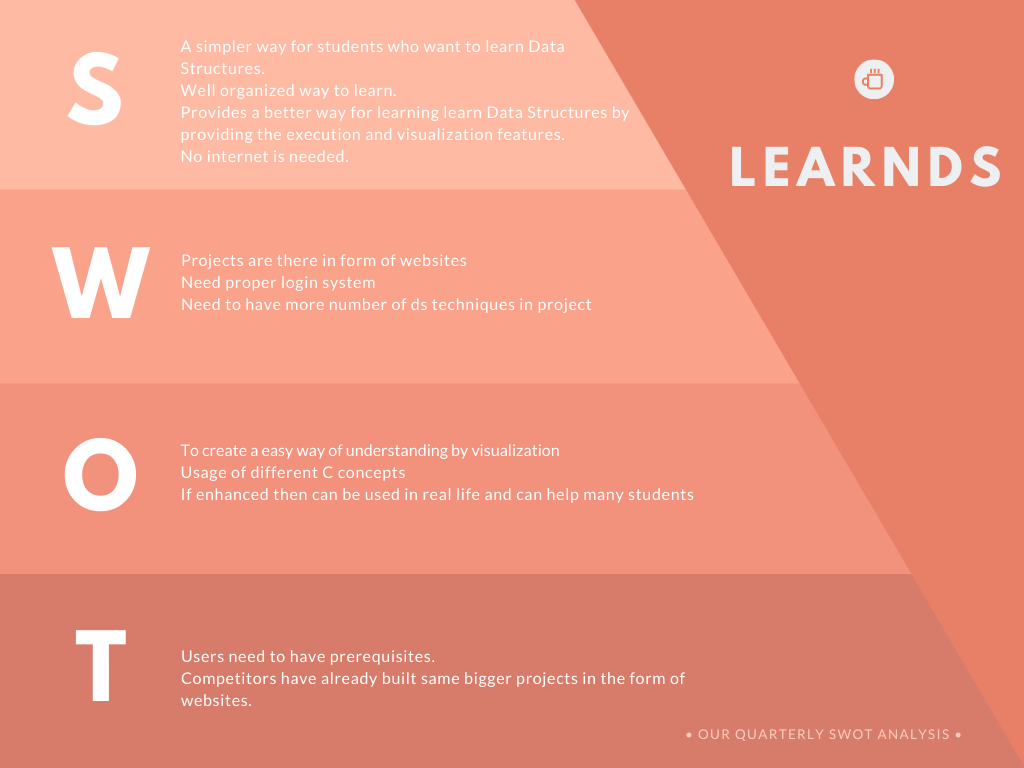 S
A simpler way for students who want to learn Data
Structures.
Well organized way to learn.
Provides a better way for learning learn Data Structures by
providing the execution and visualization features.
No internet is needed.
LEARNDS
W
Projects are there in form of websites
Need proper login system
Need to have more number of ds techniques in project
O
To create a easy way of understanding by visualization
Usage of different C concepts
If enhanced then can be used in real life and can help many students
T
Users need to have prerequisites.
Competitors have already built same bigger projects in the form of
websites.
• OUR QUARTERLY SWOT ANALYSIS •